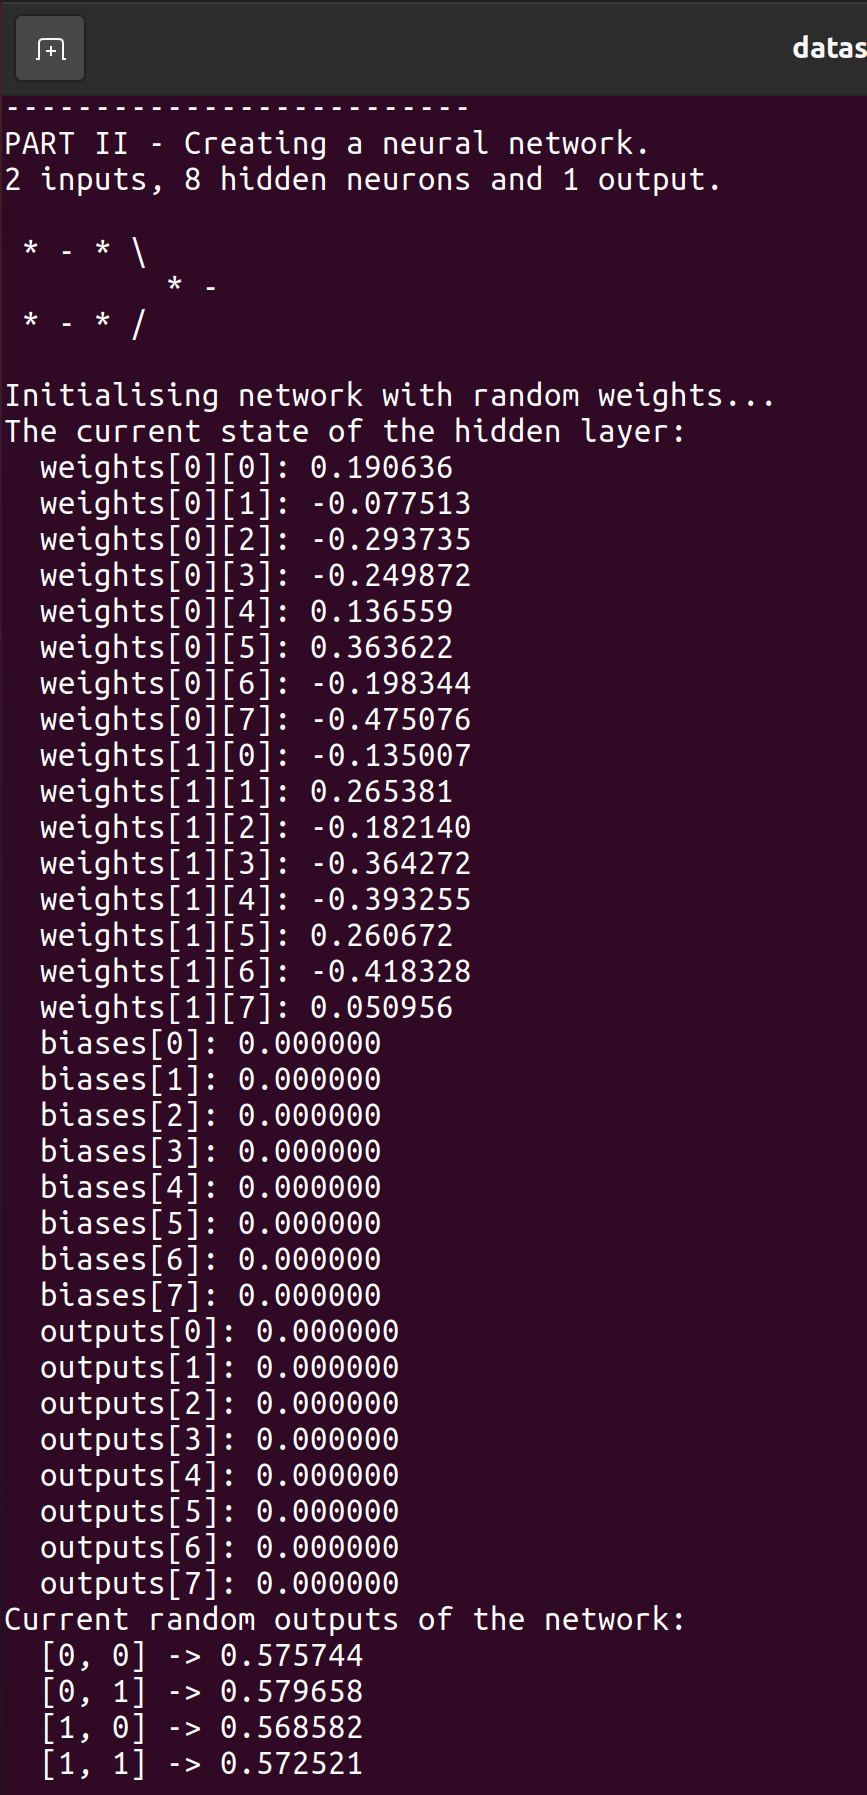 datas
--------------------------
PART II - Creating a neural network.
2 inputs, 8 hidden neurons and 1 output.
* - * \
* -
* - * /
Initialising network with random weights...
The current state of the hidden layer:
weights[0][0]: 0.190636
weights[0][1]: -0.077513
weights[0][2]: -0.293735
weights[0][3]: -0.249872
weights[0][4]: 0.136559
weights[0][5]: 0.363622
weights[0][6]: -0.198344
weights[0][7]: -0.475076
weights[1][0]: -0.135007
weights[1][1]: 0.265381
weights[1][2]: -0.182140
weights[1][3]: -0.364272
weights[1][4]: -0.393255
weights[1][5]: 0.260672
weights[1][6]: -0.418328
weights[1][7]: 0.050956
biases[0]: 0.000000
biases[1]: 0.000000
biases[2]: 0.000000
biases[3]: 0.000000
biases[4]: 0.000000
biases[5]: 0.000000
biases[6]: 0.000000
biases[7]: 0.000000
outputs[0]: 0.000000
outputs[1]: 0.000000
outputs[2]: 0.000000
outputs[3]: 0.000000
outputs[4]: 0.000000
outputs[5]: 0.000000
outputs[6]: 0.000000
outputs[7]: 0.000000
Current random outputs of the network:
[0, 0] -> 0.575744
[0, 1] -> 0.579658
[1, 0] -> 0.568582
[1, 1] -> 0.572521